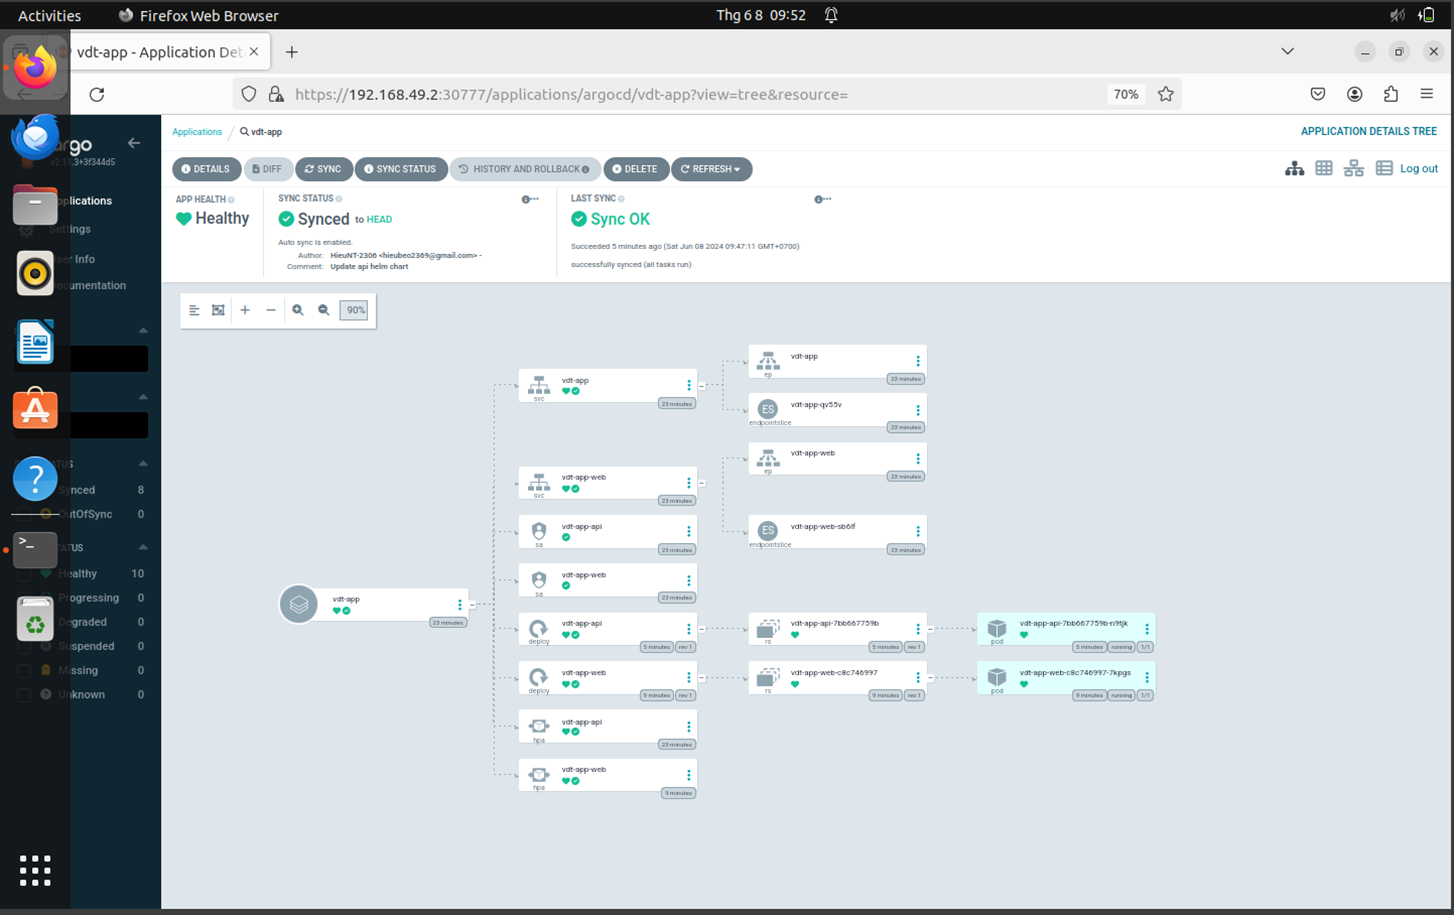 Activities
Firefox Web Browser
Thg 6 8 09:52
vdt-app - Application Det
https://192.168.49.2:30777/applications/argocd/vdt-app?view=tree&resource=
70%
argo
v2.11.3+3f344d5
Applications
Settings
User Info
Documentation
Synced 8
OutOfSync 0
Healthy 10
Progressing 0
Degraded 0
Suspended 0
Missing 0
Unknown 0
Applications / vdt-app
APPLICATION DETAILS TREE
DETAILS
DIFF
SYNC
SYNC STATUS
HISTORY AND ROLLBACK
DELETE
REFRESH
Log out
APP HEALTH
Healthy
SYNC STATUS
Synced to HEAD
Auto sync is enabled.
Author: HieuNT-2306 <hieubeo2369@gmail.com> -
Comment: Update api helm chart
LAST SYNC
Sync OK
Succeeded 5 minutes ago (Sat Jun 08 2024 09:47:11 GMT+0700)
successfully synced (all tasks run)
90%
vdt-app
23 minutes
vdt-app
svc
23 minutes
vdt-app-web
svc
23 minutes
vdt-app-api
sa
23 minutes
vdt-app-web
sa
23 minutes
vdt-app-api
deploy
5 minutes rev:1
vdt-app-web
deploy
9 minutes rev:1
vdt-app-api
hpa
23 minutes
vdt-app-web
hpa
9 minutes
vdt-app
ep
23 minutes
vdt-app-qv55v
ES
endpointslice
23 minutes
vdt-app-web
ep
23 minutes
vdt-app-web-sb6lf
ES
endpointslice
23 minutes
vdt-app-api-7bb667759b
rs
5 minutes rev:1
vdt-app-web-c8c746997
rs
9 minutes rev:1
vdt-app-api-7bb667759b-n9tjk
pod
5 minutes running 1/1
vdt-app-web-c8c746997-7kpgs
pod
9 minutes running 1/1